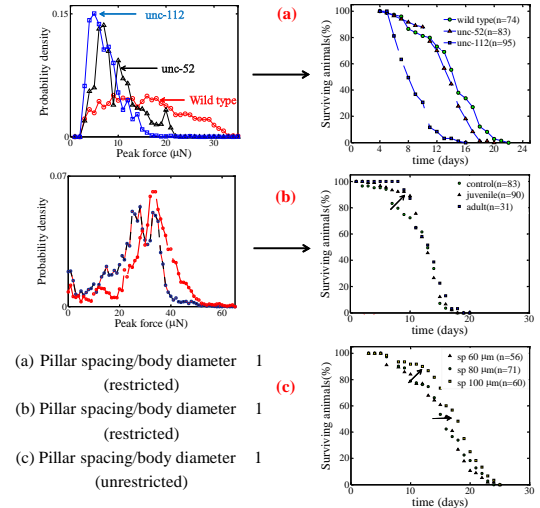 0.15
unc-112
unc-52
Wild type
0
0 10 20 30
Peak force (μN)
Probability density
(a)
100
80
60
40
20
0
4 8 12 16 20 24
time (days)
Surviving animals(%)
wild type(n=74)
unc-52(n=83)
unc-112(n=95)
0.07
0
0 20 40 60
Peak force (μN)
Probability density
(b)
100
80
60
40
20
0
0 10 20 30
time (days)
Surviving animals(%)
control(n=83)
juvenile(n=90)
adult(n=31)
(a) Pillar spacing/body diameter 1
(restricted)
(b) Pillar spacing/body diameter 1
(restricted)
(c) Pillar spacing/body diameter 1
(unrestricted)
(c)
100
80
60
40
20
0
0 10 20 30
time (days)
Surviving animals(%)
sp 60 μm (n=56)
sp 80 μm(n=71)
sp 100 μm(n=60)